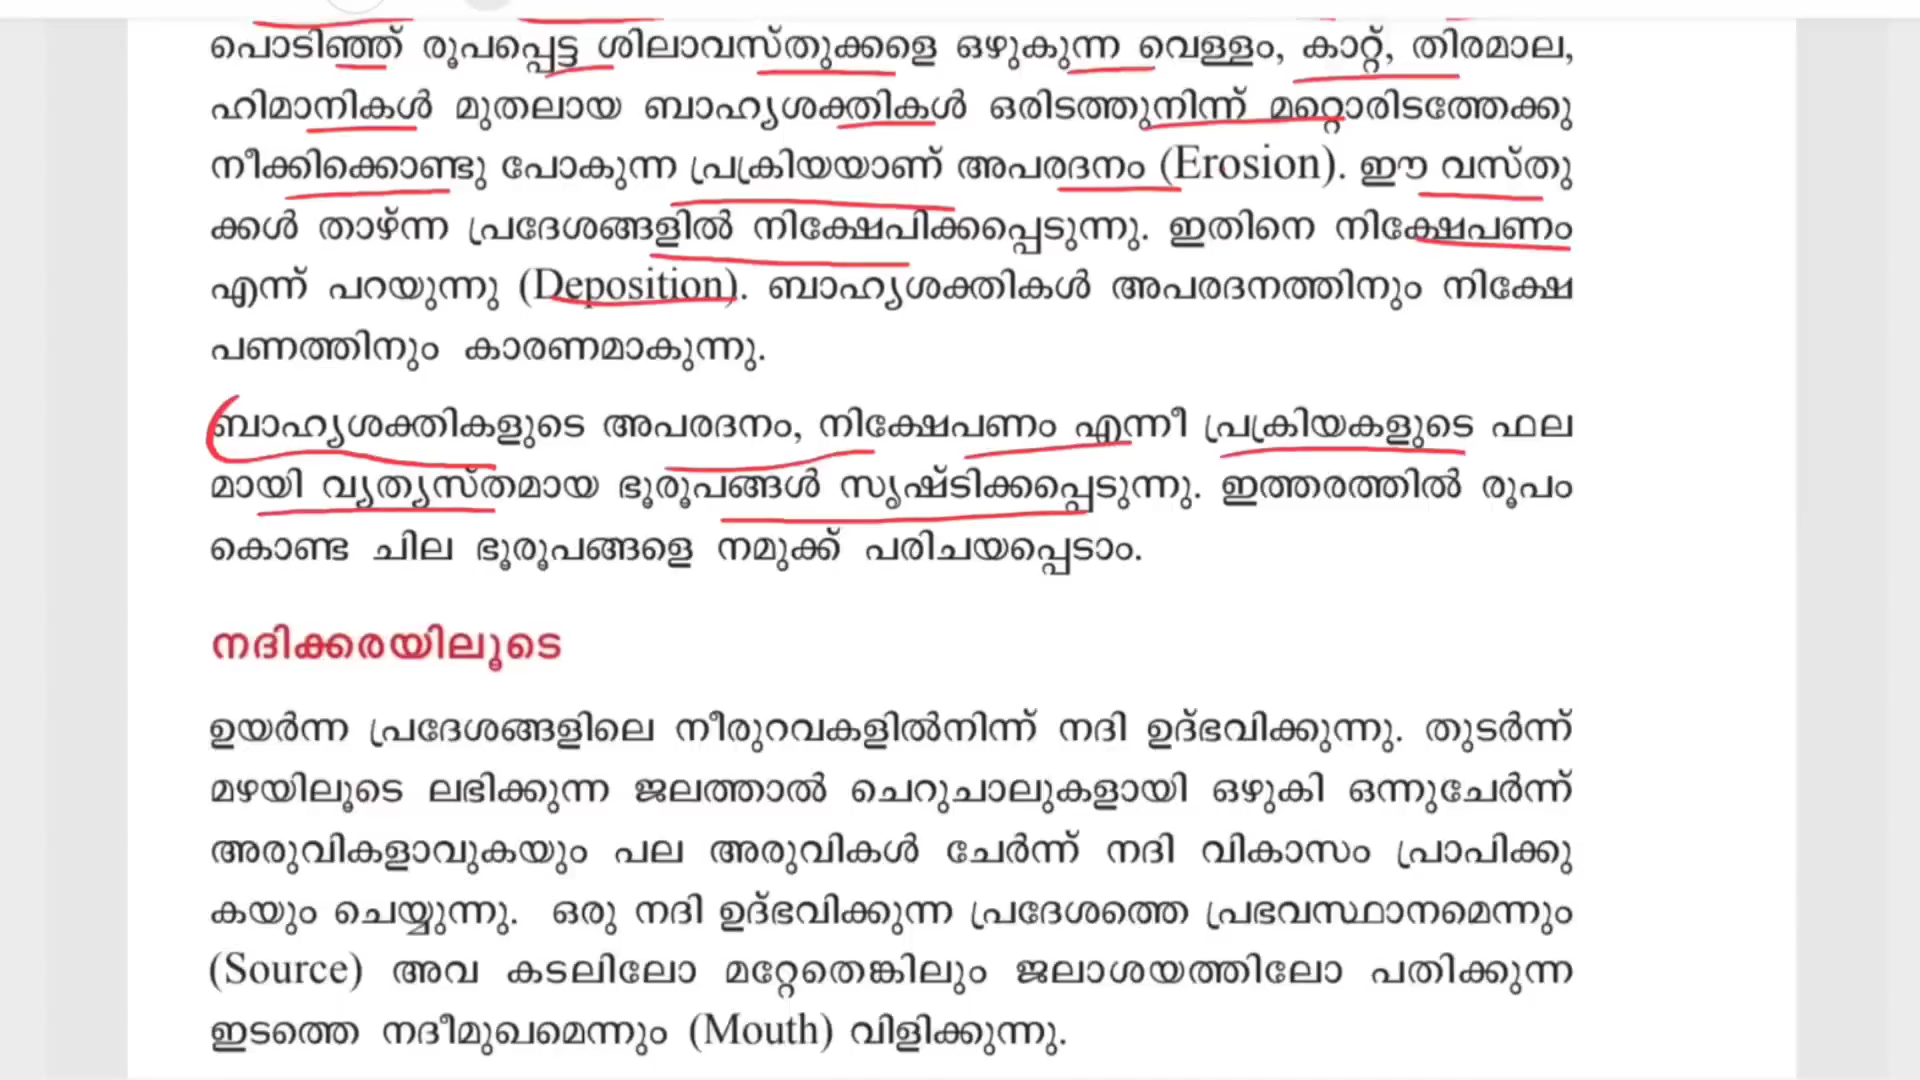 പൊടിഞ്ഞ് രൂപപ്പെട്ട ശിലാവസ്തുക്കളെ ഒഴുകുന്ന വെള്ളം, കാറ്റ്, തിരമാല,
ഹിമാനികൾ മുതലായ ബാഹ്യശക്തികൾ ഒരിടത്തുനിന്ന് മറ്റൊരിടത്തേക്കു
നീക്കിക്കൊണ്ടു പോകുന്ന പ്രക്രിയയാണ് അപരദനം (Erosion). ഈ വസ്തു
ക്കൾ താഴ്ന്ന പ്രദേശങ്ങളിൽ നിക്ഷേപിക്കപ്പെടുന്നു. ഇതിനെ നിക്ഷേപണം
എന്ന് പറയുന്നു (Deposition). ബാഹ്യശക്തികൾ അപരദനത്തിനും നിക്ഷേ
പണത്തിനും കാരണമാകുന്നു.
ബാഹ്യശക്തികളുടെ അപരദനം, നിക്ഷേപണം എന്നീ പ്രക്രിയകളുടെ ഫല
മായി വ്യത്യസ്തമായ ഭൂരൂപങ്ങൾ സൃഷ്ടിക്കപ്പെടുന്നു. ഇത്തരത്തിൽ രൂപം
കൊണ്ട ചില ഭൂരൂപങ്ങളെ നമുക്ക് പരിചയപ്പെടാം.
നദിക്കരയിലൂടെ
ഉയർന്ന പ്രദേശങ്ങളിലെ നീരുറവകളിൽനിന്ന് നദി ഉദ്ഭവിക്കുന്നു. തുടർന്ന്
മഴയിലൂടെ ലഭിക്കുന്ന ജലത്താൽ ചെറുചാലുകളായി ഒഴുകി ഒന്നുചേർന്ന്
അരുവികളാവുകയും പല അരുവികൾ ചേർന്ന് നദി വികാസം പ്രാപിക്കു
കയും ചെയ്യുന്നു. ഒരു നദി ഉദ്ഭവിക്കുന്ന പ്രദേശത്തെ പ്രഭവസ്ഥാനമെന്നും
(Source) അവ കടലിലോ മറ്റേതെങ്കിലും ജലാശയത്തിലോ പതിക്കുന്ന
ഇടത്തെ നദീമുഖമെന്നും (Mouth) വിളിക്കുന്നു.